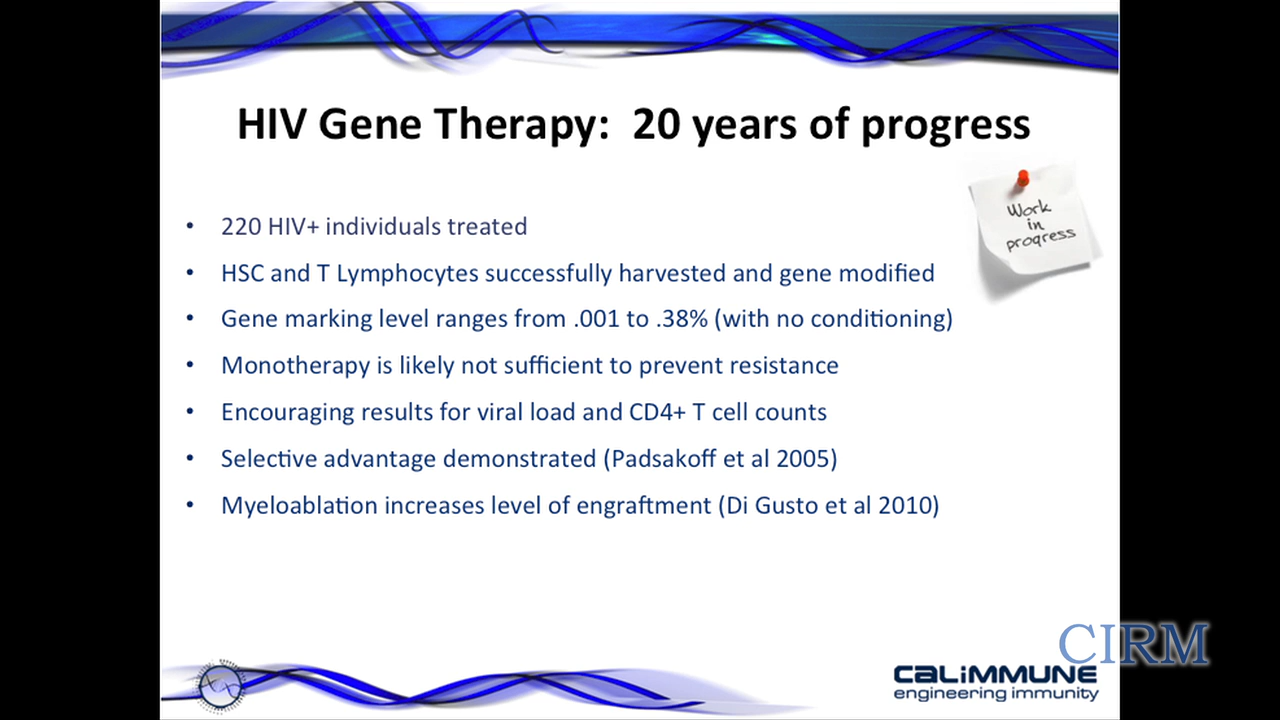 HIV Gene Therapy: 20 years of progress
Work
in
progress
• 220 HIV+ individuals treated
• HSC and T Lymphocytes successfully harvested and gene modified
• Gene marking level ranges from .001 to .38% (with no conditioning)
• Monotherapy is likely not sufficient to prevent resistance
• Encouraging results for viral load and CD4+ T cell counts
• Selective advantage demonstrated (Padsakoff et al 2005)
• Myeloablation increases level of engraftment (Di Gusto et al 2010)
CIRM
CALiMMUNE
engineering immunity